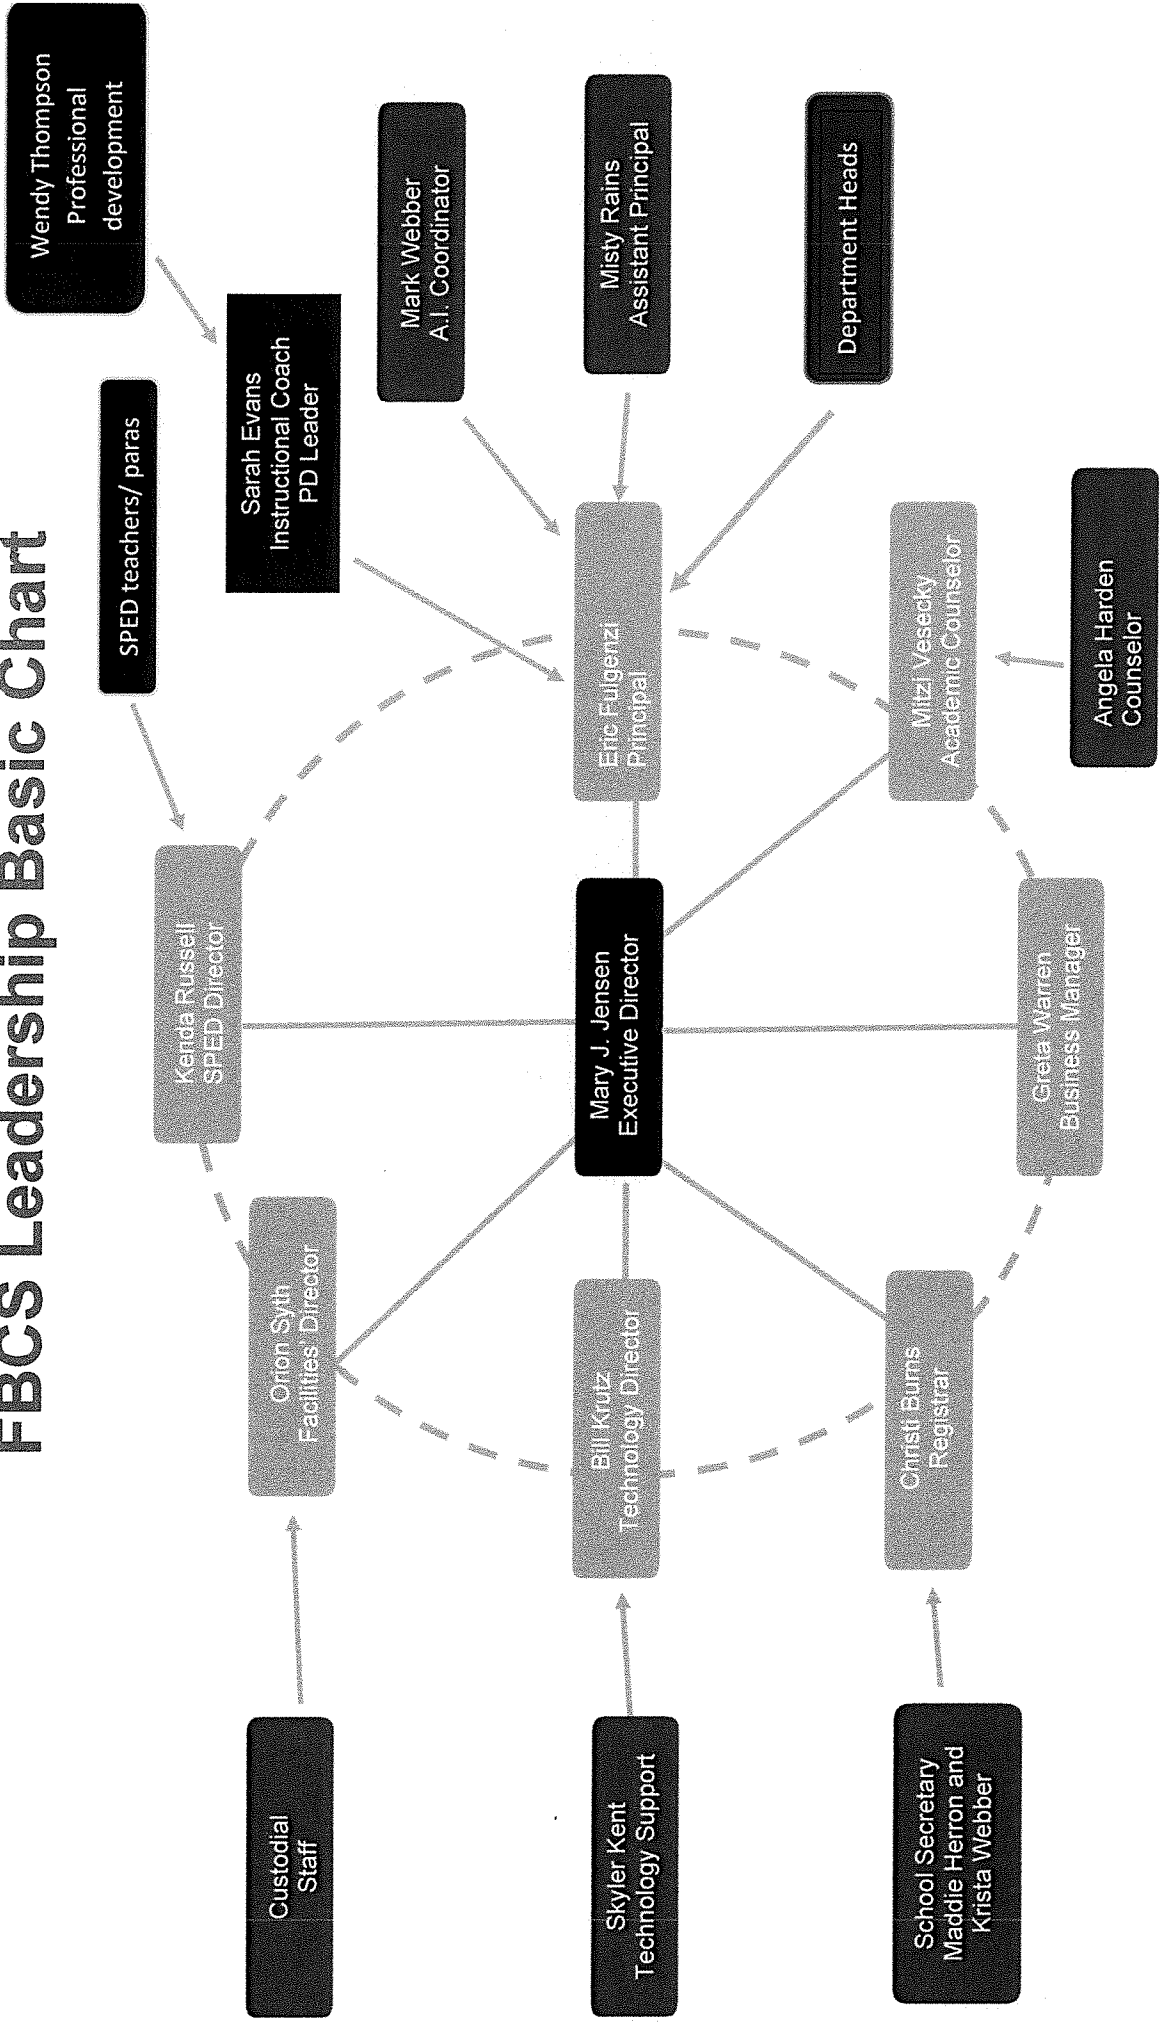 FBCS Leadership Basic Chart
Wendy Thompson
Professional
development
SPED teachers/ paras
Sarah Evans
Instructional Coach
PD Leader
Kenda Russell
SPED Director
Orion Syth
Facilities' Director
Custodial
Staff
Mark Webber
A.I. Coordinator
Misty Rains
Assistant Principal
Eric Fulgenzi
Principal
Mary J. Jensen
Executive Director
Bill Krutz
Technology Director
Skyler Kent
Technology Support
Department Heads
Mitzi Vesecky
Academic Counselor
Christi Burns
Registrar
School Secretary
Maddie Herron and
Krista Webber
Greta Warren
Business Manager
Angela Harden
Counselor